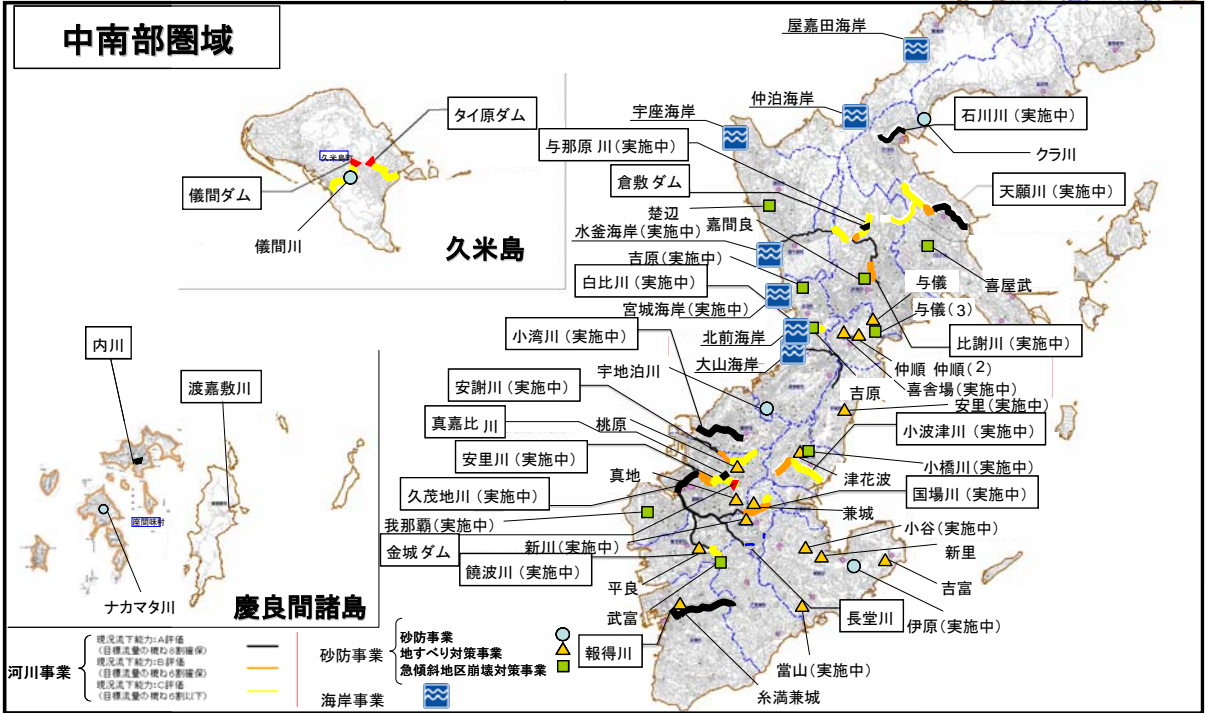 中南部圏域
屋嘉田海岸
仲泊海岸
宇座海岸
石川川(実施中)
与那原 川(実施中)
クラ川
倉敷ダム
天願川(実施中)
楚辺
嘉間良
水釜海岸(実施中)
吉原(実施中)
喜屋武
白比川(実施中)
与儀
宮城海岸(実施中)
与儀(3)
小湾川(実施中)
北前海岸
比謝川(実施中)
大山海岸
仲順 仲順(2)
宇地泊川
喜舎場(実施中)
吉原
安謝川(実施中)
安里(実施中)
真嘉比 川
桃原
小波津川(実施中)
安里川(実施中)
小橋川(実施中)
真地
津花波
久茂地川(実施中)
国場川(実施中)
兼城
我那覇(実施中)
小谷(実施中)
金城ダム
新川(実施中)
新里
饒波川(実施中)
吉富
平良
武富
長堂川
伊原(実施中)
報得川
當山(実施中)
糸満兼城
タイ原ダム
久米島町
儀間ダム
儀間川
久米島
内川
渡嘉敷川
座間味村
ナカマタ川
慶良間諸島
河川事業
現況流下能力:A評価
(目標流量の概ね8割確保)
現況流下能力:B評価
(目標流量の概ね6割確保)
現況流下能力:C評価
(目標流量の概ね6割以下)
砂防事業
砂防事業
地すべり対策事業
急傾斜地区崩壊対策事業
海岸事業